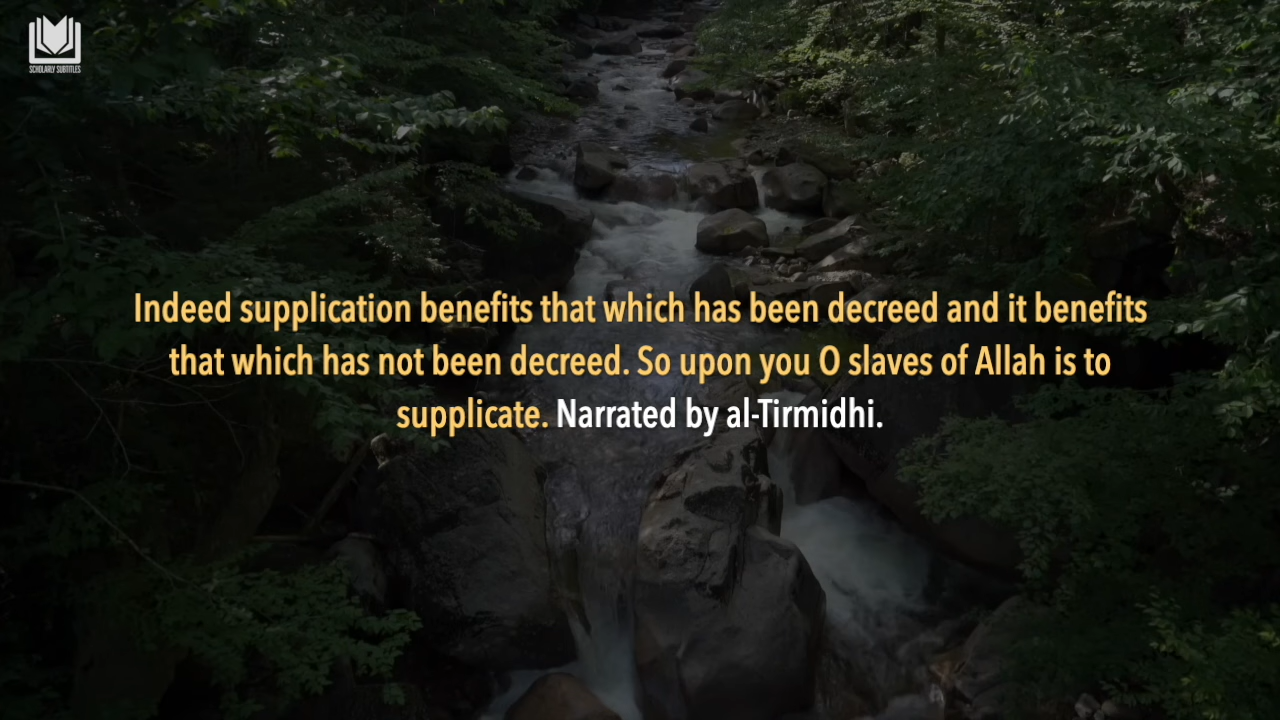 SCHOLARLY SUBTITLES
Indeed supplication benefits that which has been decreed and it benefits
that which has not been decreed. So upon you O slaves of Allah is to
supplicate. Narrated by al-Tirmidhi.